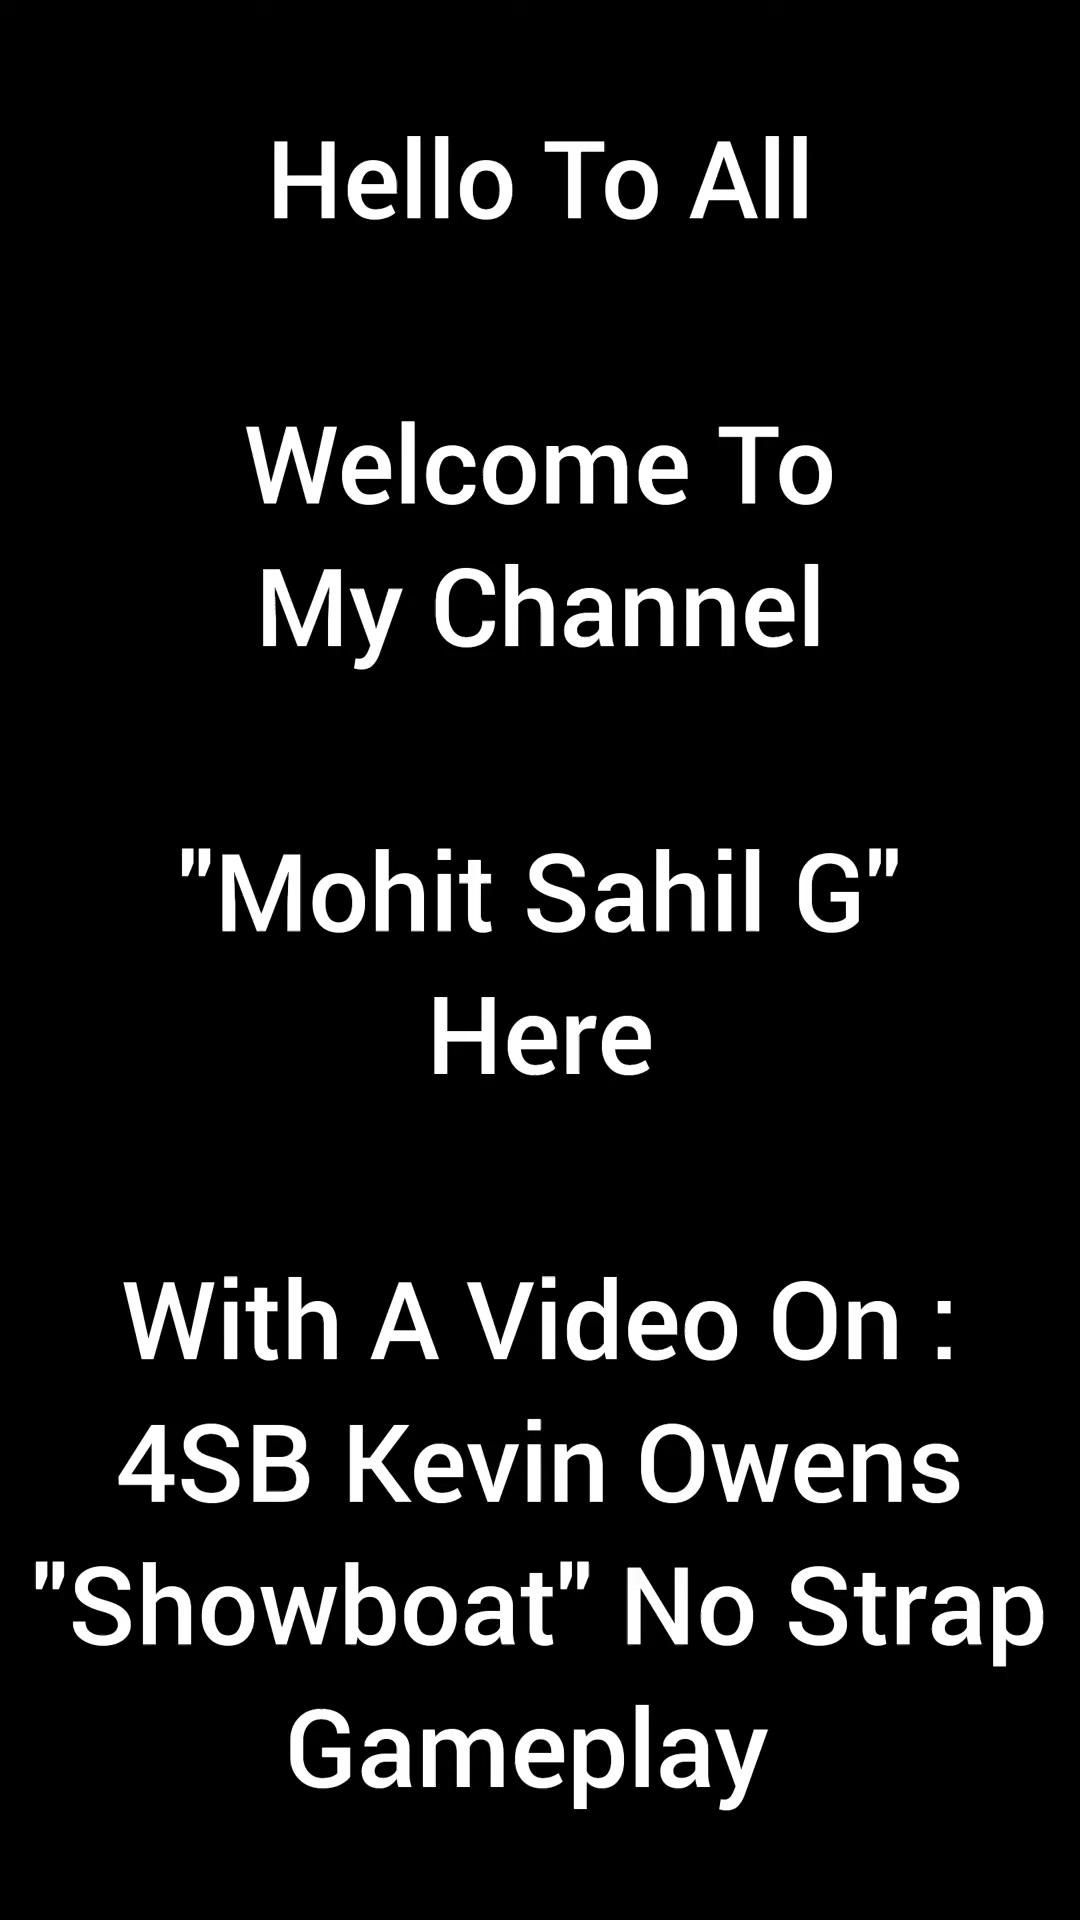 Hello To All
Welcome To
My Channel
"Mohit Sahil G"
Here
With A Video On :
4SB Kevin Owens
"Showboat" No Strap
Gameplay